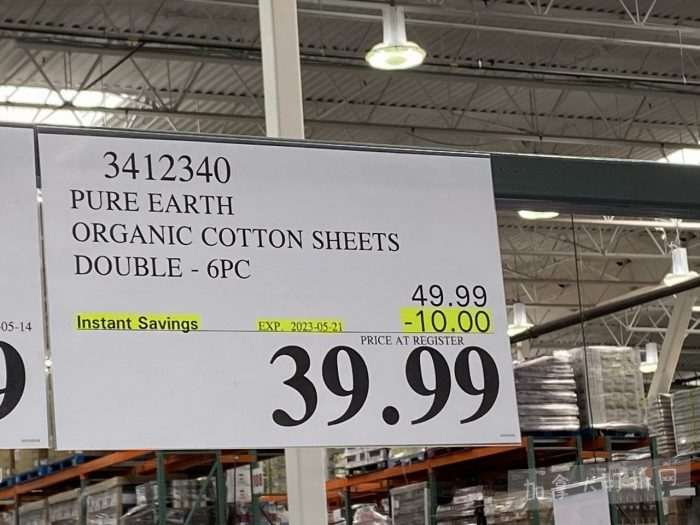 3412340
PURE EARTH
ORGANIC COTTON SHEETS
DOUBLE - 6PC
49.99
Instant Savings EXP. 2023-05-21 -10.00
PRICE AT REGISTER
39.99
-05-14
9